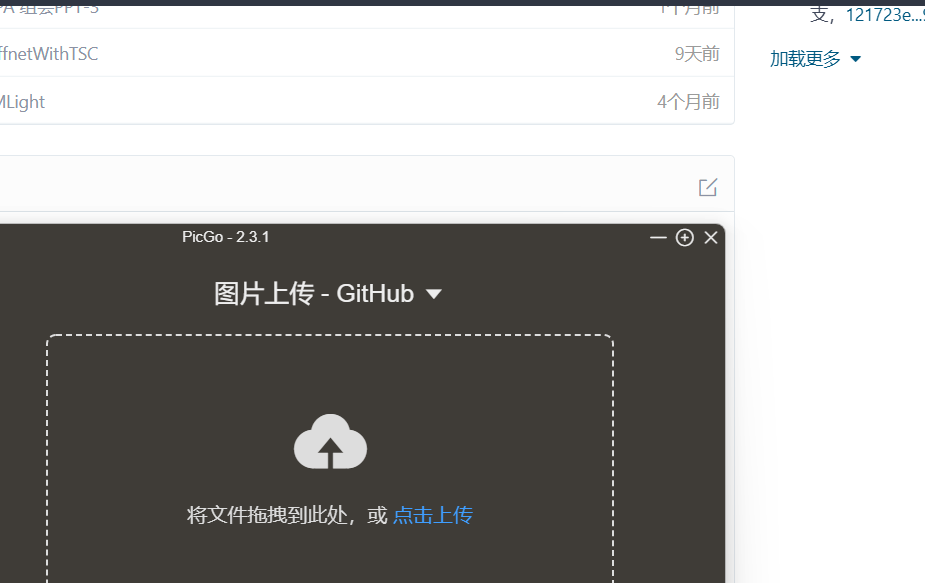 PA 组会PPT-3
1个月前
支，121723e...
ffnetWithTSC
9天前
加载更多
MLight
4个月前
PicGo - 2.3.1
图片上传 - GitHub
将文件拖拽到此处，或 点击上传